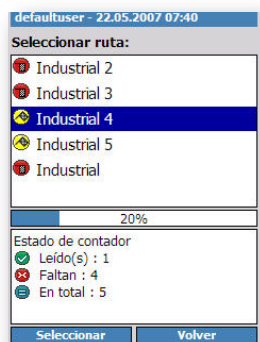 defaultuser - 22.05.2007 07:40
Seleccionar ruta:
Industrial 2
Industrial 3
Industrial 4
Industrial 5
Industrial
20%
Estado de contador
Leído(s) : 1
Faltan : 4
En total : 5
Seleccionar Volver